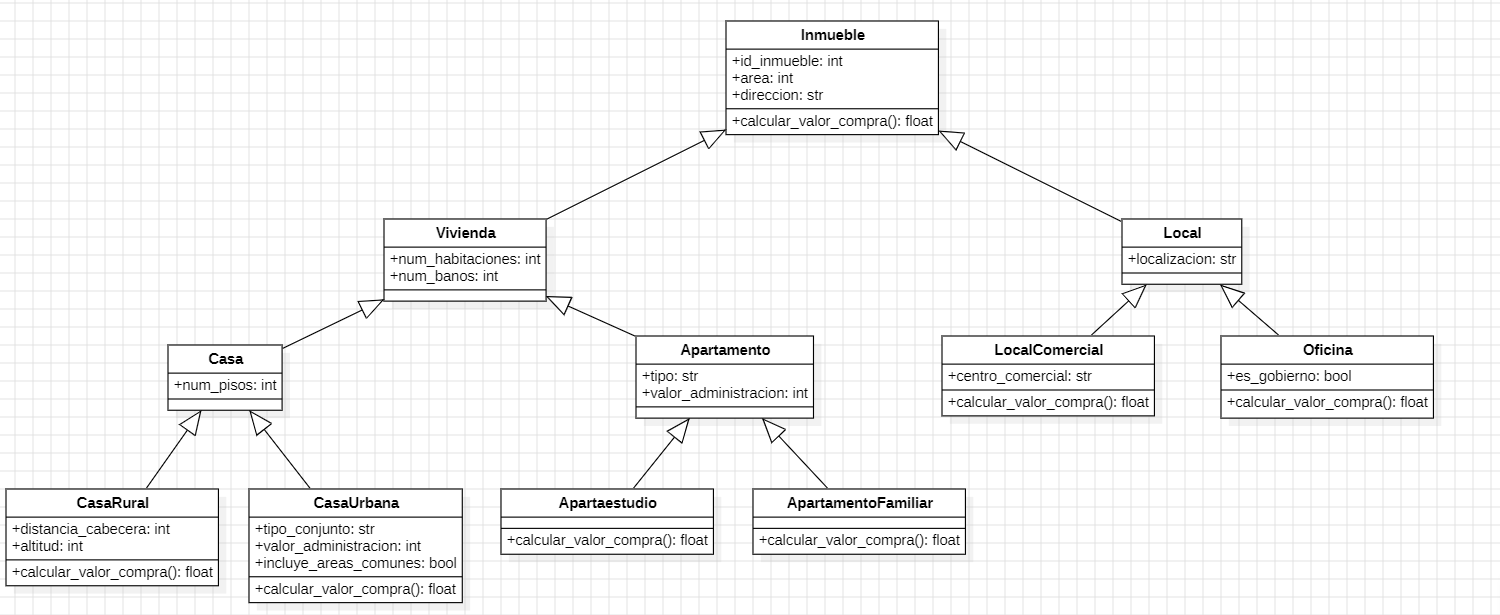 Inmueble
+id_inmueble: int
+area: int
+direccion: str
+calcular_valor_compra(): float
Vivienda
+num_habitaciones: int
+num_banos: int
Local
+localizacion: str
Casa
+num_pisos: int
Apartamento
+tipo: str
+valor_administracion: int
LocalComercial
+centro_comercial: str
+calcular_valor_compra(): float
Oficina
+es_gobierno: bool
+calcular_valor_compra(): float
CasaRural
+distancia_cabecera: int
+altitud: int
+calcular_valor_compra(): float
CasaUrbana
+tipo_conjunto: str
+valor_administracion: int
+incluye_areas_comunes: bool
+calcular_valor_compra(): float
Apartaestudio
+calcular_valor_compra(): float
ApartamentoFamiliar
+calcular_valor_compra(): float